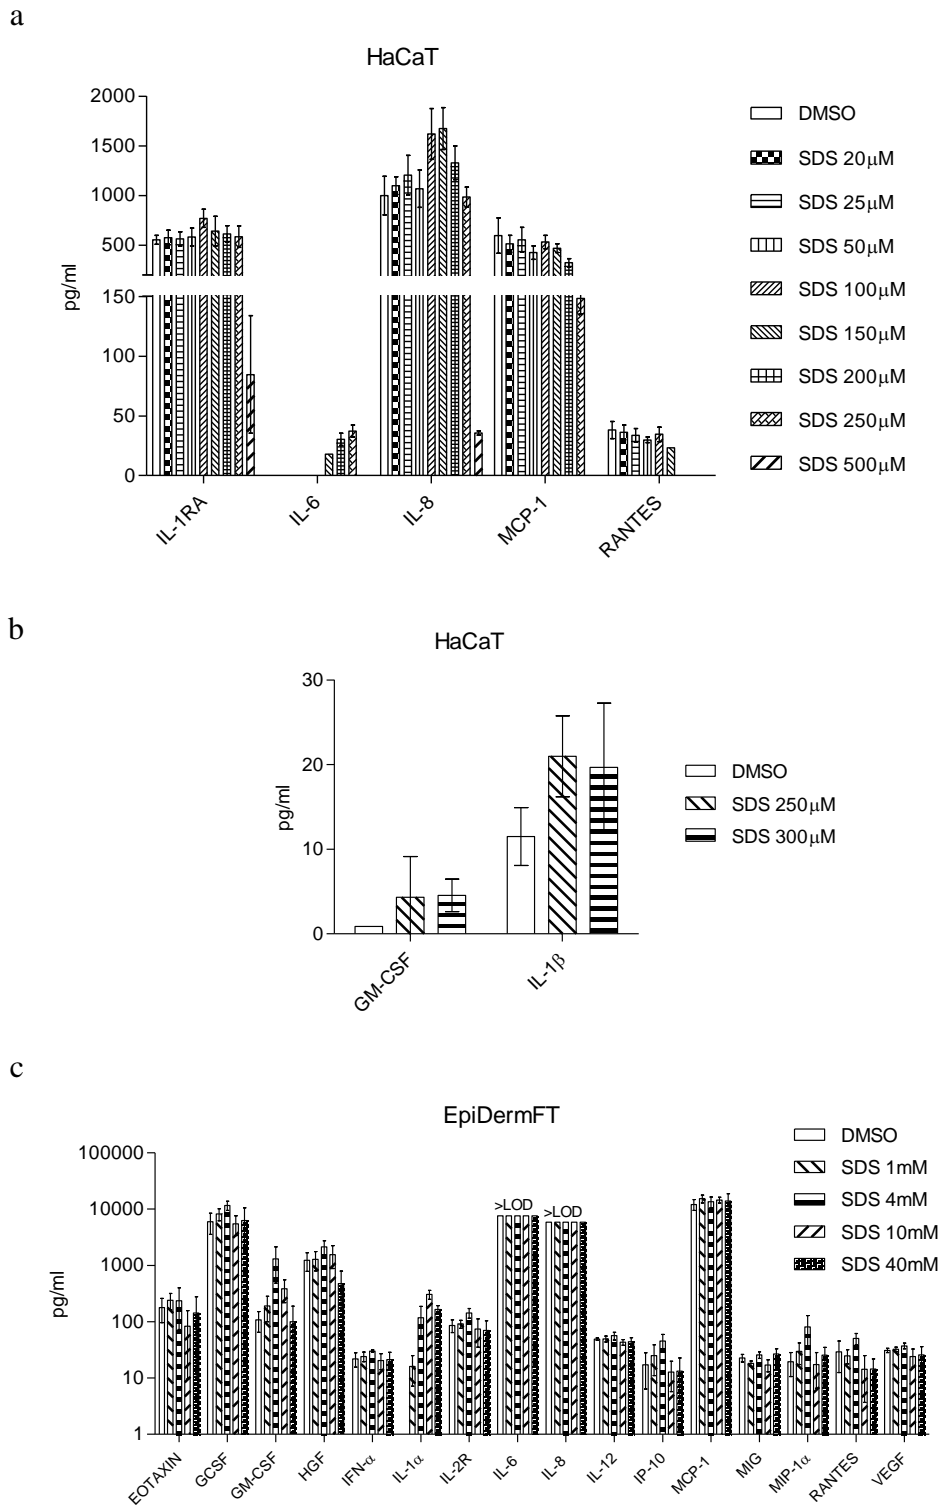 a
HaCaT
2000
1500
1000
500
150
100
50
0
pg/ml
IL-1RA
IL-6
IL-8
MCP-1
RANTES
DMSO
SDS 20μM
SDS 25μM
SDS 50μM
SDS 100μM
SDS 150μM
SDS 200μM
SDS 250μM
SDS 500μM
b
HaCaT
30
20
10
0
pg/ml
GM-CSF
IL-1β
DMSO
SDS 250μM
SDS 300μM
c
EpiDermFT
100000
10000
1000
100
10
1
pg/ml
>LOD
>LOD
EOTAXIN
GCSF
GM-CSF
HGF
IFN-α
IL-1α
IL-2R
IL-6
IL-8
IL-12
IP-10
MCP-1
MIG
MIP-1α
RANTES
VEGF
DMSO
SDS 1mM
SDS 4mM
SDS 10mM
SDS 40mM